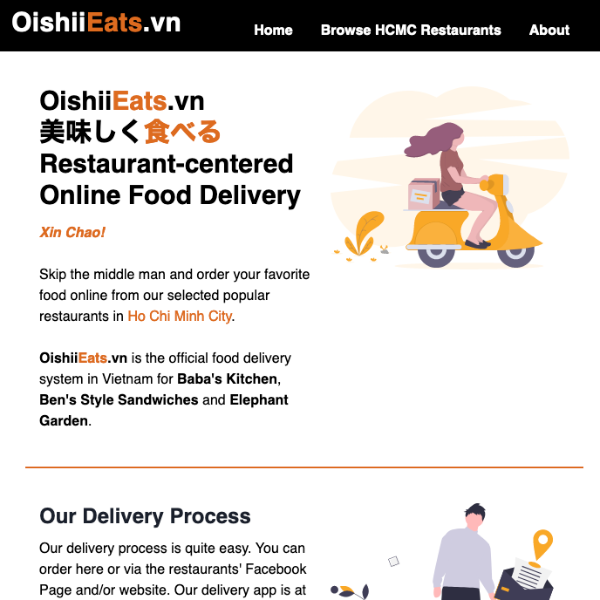 OishiiEats.vn
Home Browse HCMC Restaurants About
OishiiEats.vn
美味しく食べる
Restaurant-centered
Online Food Delivery
Xin Chao!
Skip the middle man and order your favorite
food online from our selected popular
restaurants in Ho Chi Minh City.
OishiiEats.vn is the official food delivery
system in Vietnam for Baba's Kitchen,
Ben's Style Sandwiches and Elephant
Garden.
Our Delivery Process
Our delivery process is quite easy. You can
order here or via the restaurants' Facebook
Page and/or website. Our delivery app is at